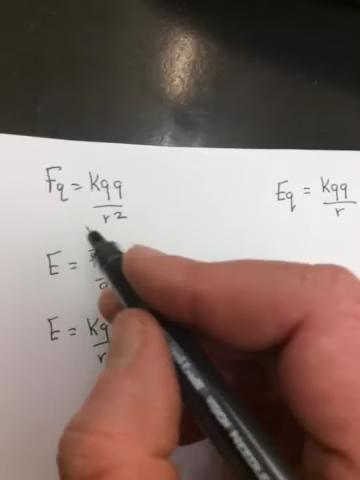 Fq = kqq/r²
Eq = kqq/r
E =
E = kq/r